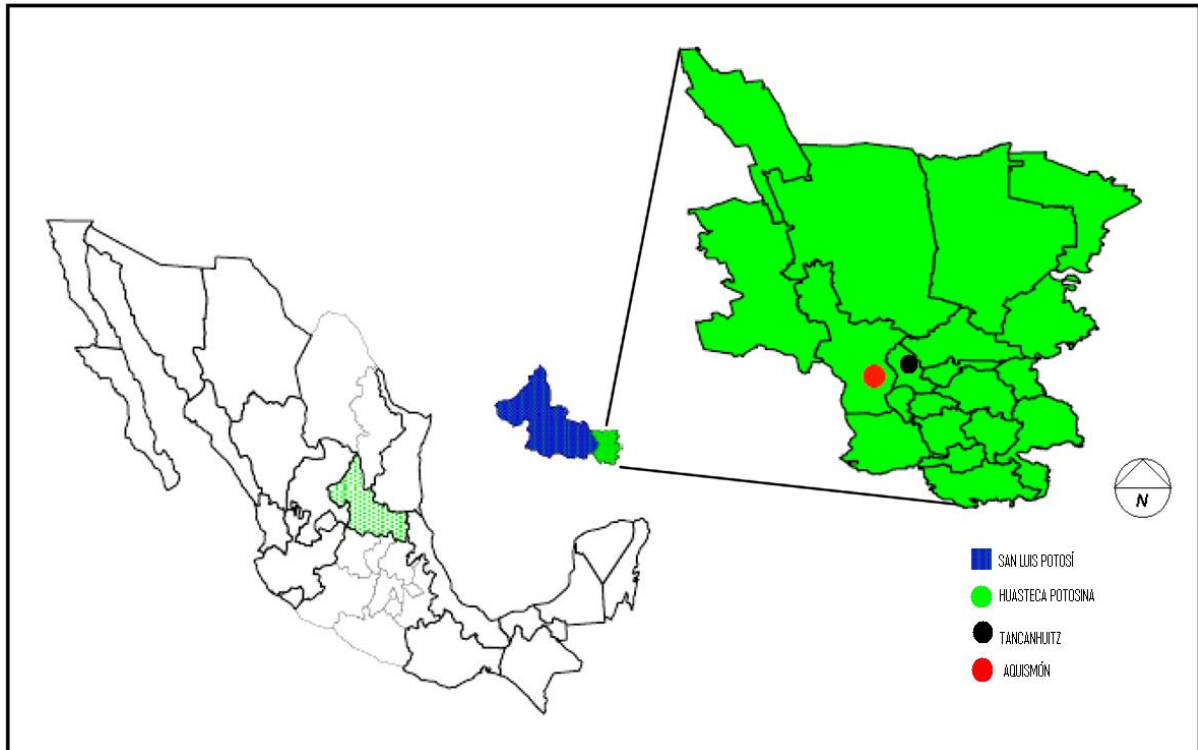 N
SAN LUIS POTOSÍ
HUASTECA POTOSINA
TANCANHUITZ
AQUISMÓN